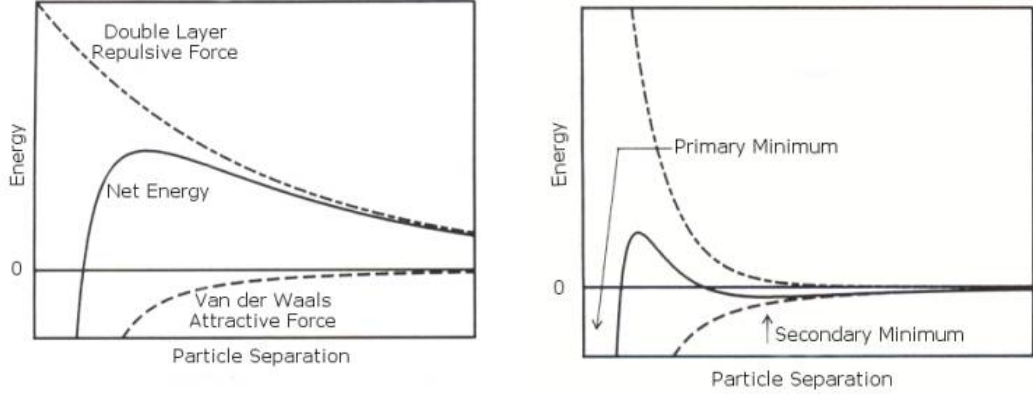 Double Layer
Repulsive Force
Energy
Net Energy
0
Van der Waals
Attractive Force
Particle Separation
Energy
Primary Minimum
0
Secondary Minimum
Particle Separation